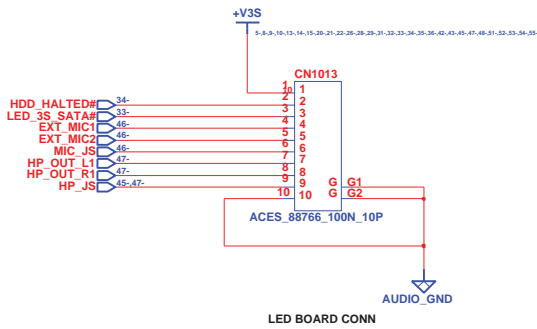 +V3S
5-,8-,9-,10-,13-,14-,15-,20-,21-,22-,26-,28-,29-,31-,32-,33-,34-,35-,36-,42-,43-,45-,47-,48-,51-,52-,53-,54-,55-
CN1013
1 10 1
HDD_HALTED# 34- 2 2
LED_3S_SATA# 33- 3 3
EXT_MIC1 46- 4 4
EXT_MIC2 46- 5 5
MIC_JS 46- 6 6
HP_OUT_L1 47- 7 7
HP_OUT_R1 47- 8 8
HP_JS 45-,47- 9 9 G G1
10 10 G G2
ACES_88766_100N_10P
AUDIO_GND
LED BOARD CONN